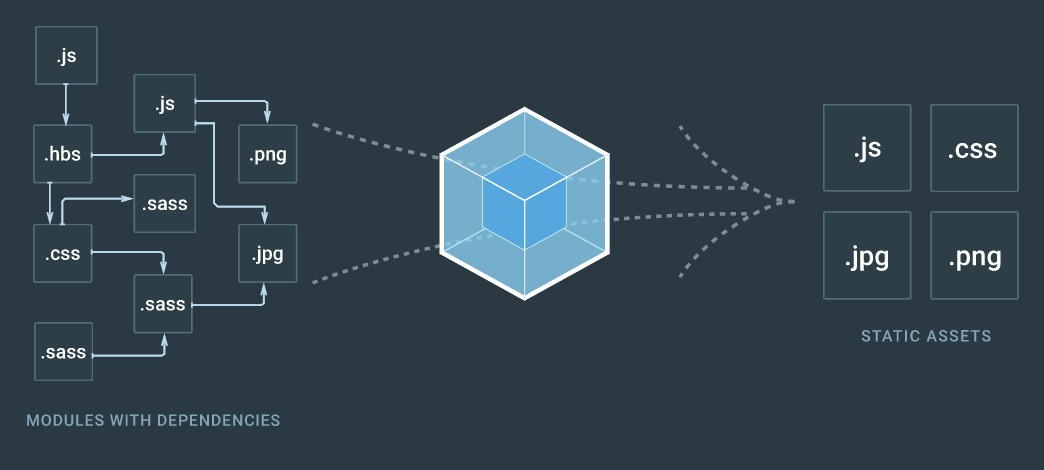 .js
.js
.hbs
.png
.sass
.css
.jpg
.sass
.sass
MODULES WITH DEPENDENCIES
.js
.css
.jpg
.png
STATIC ASSETS